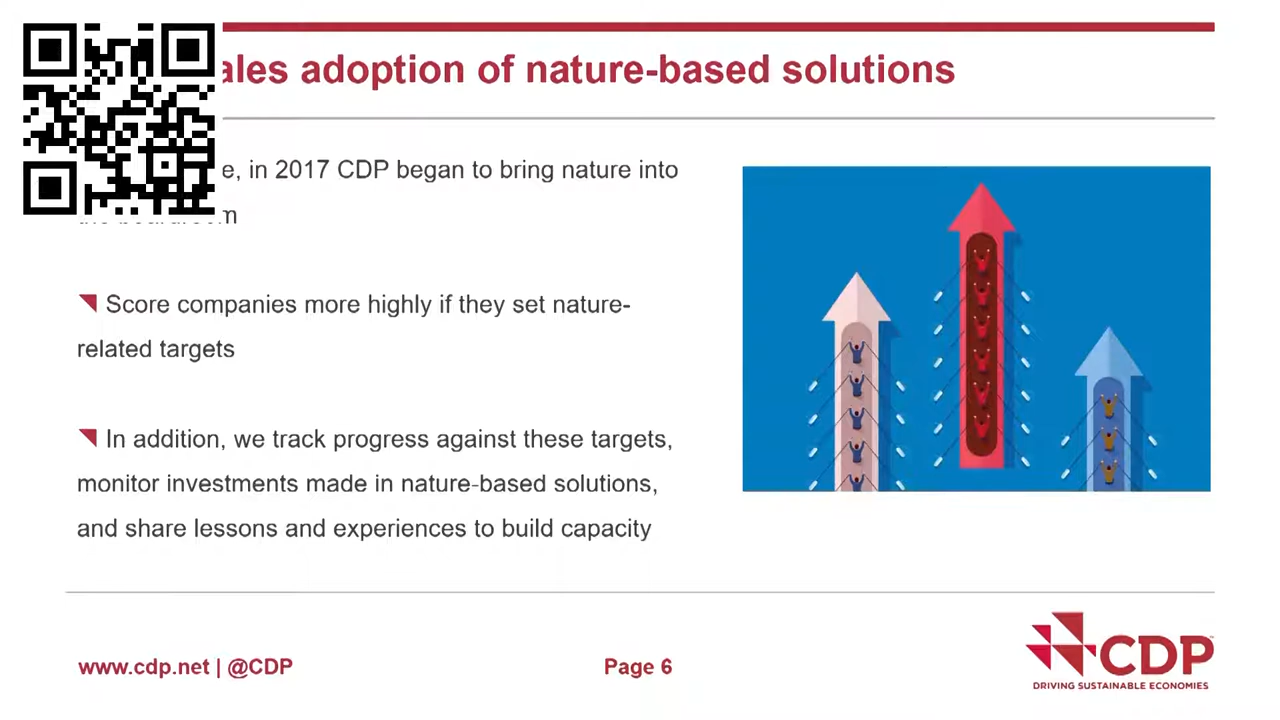 ales adoption of nature-based solutions
e, in 2017 CDP began to bring nature into
the boardroom
Score companies more highly if they set nature-
related targets
In addition, we track progress against these targets,
monitor investments made in nature-based solutions,
and share lessons and experiences to build capacity
www.cdp.net | @CDP
Page 6
CDP
DRIVING SUSTAINABLE ECONOMIES